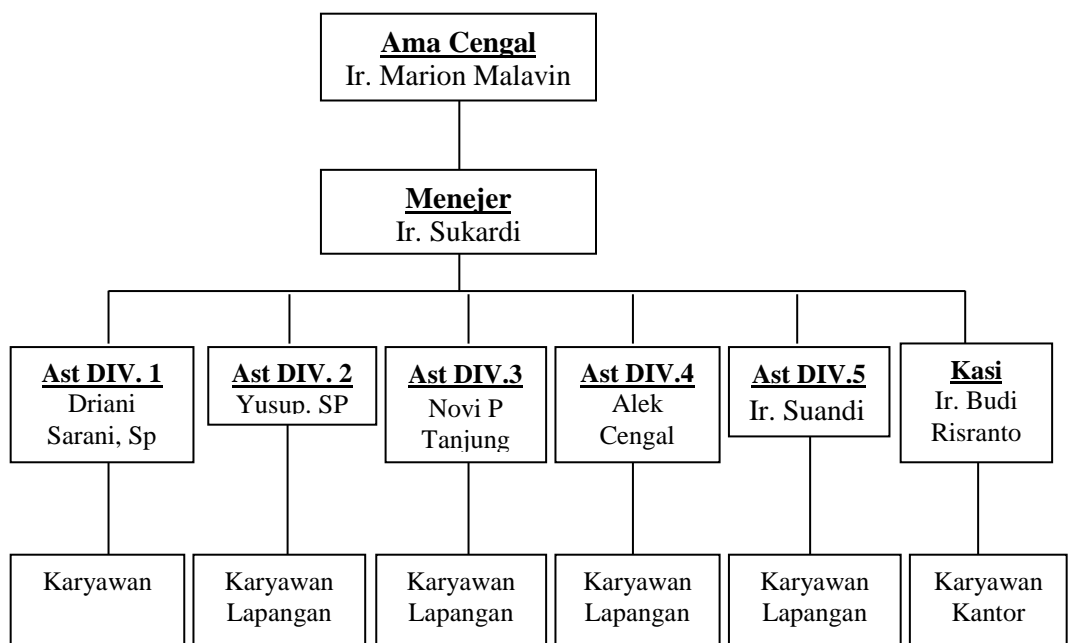 Ama Cengal
Ir. Marion Malavin
Menejer
Ir. Sukardi
Ast DIV. 1
Driani
Sarani, Sp
Ast DIV. 2
Yusup. SP
Ast DIV.3
Novi P
Tanjung
Ast DIV.4
Alek
Cengal
Ast DIV.5
Ir. Suandi
Kasi
Ir. Budi
Risranto
Karyawan
Karyawan
Lapangan
Karyawan
Lapangan
Karyawan
Lapangan
Karyawan
Lapangan
Karyawan
Kantor